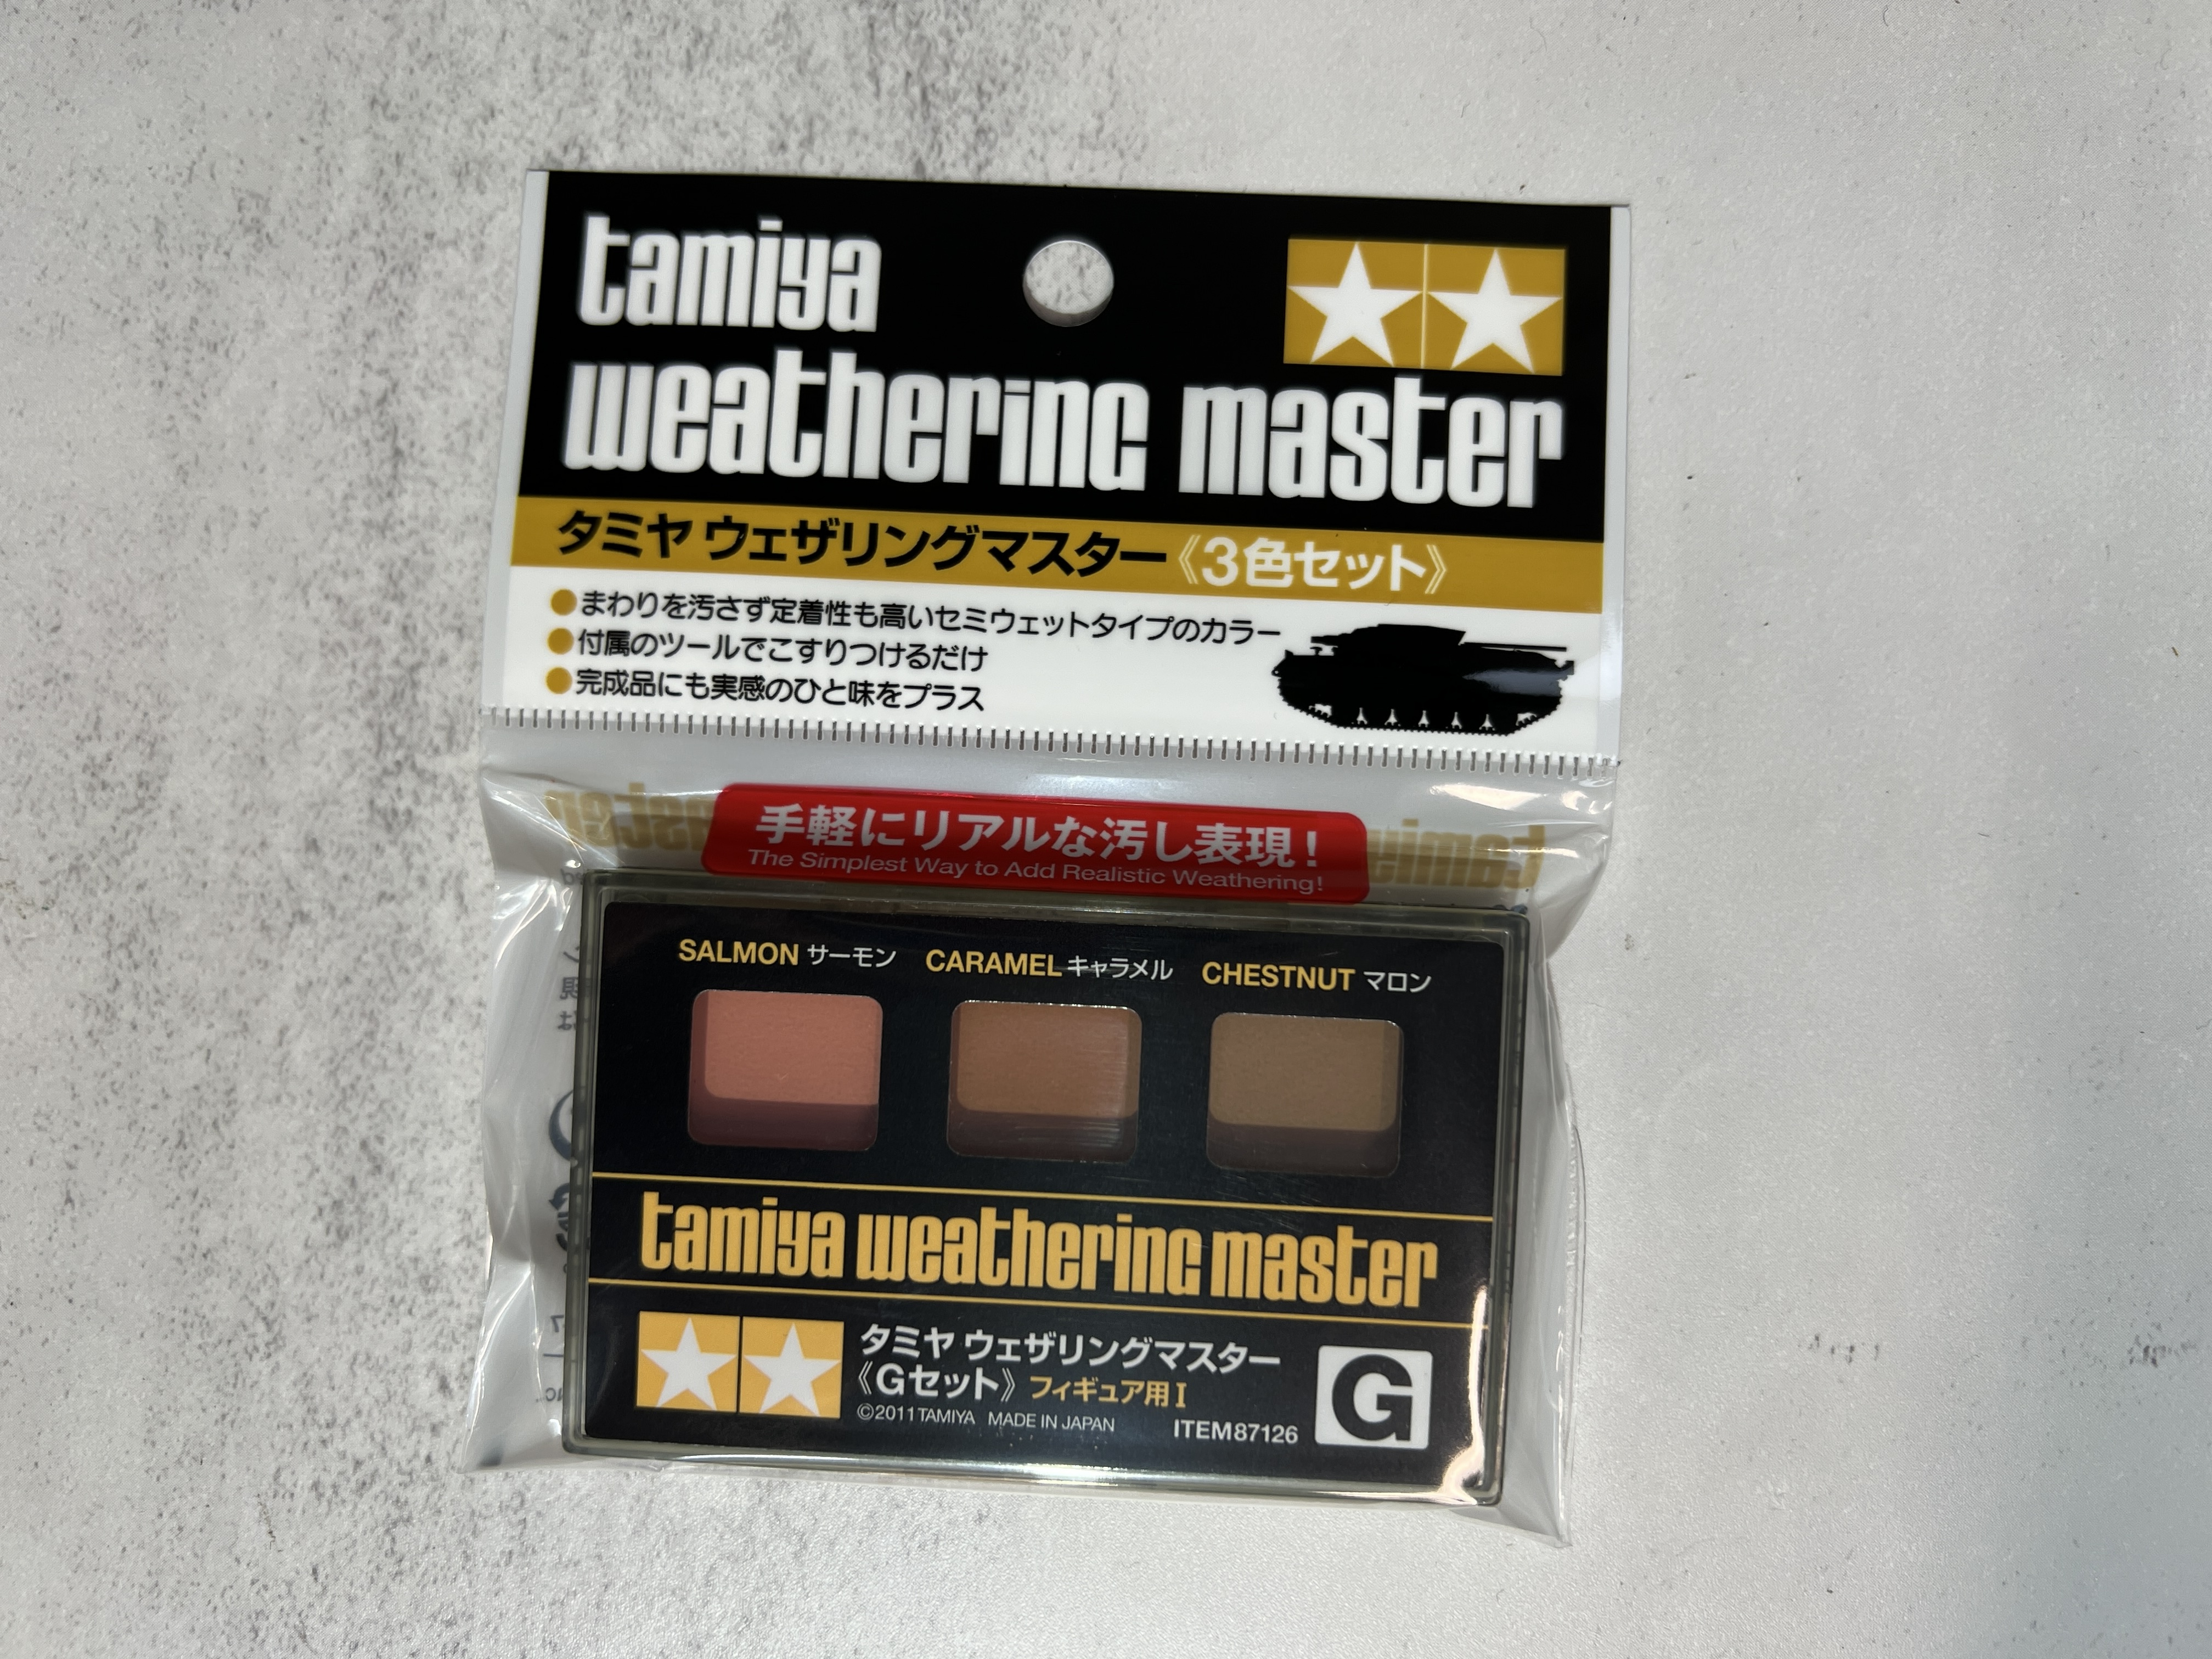 tamiya
weathering master
タミヤ ウェザリングマスター《3色セット》
●まわりを汚さず定着性も高いセミウェットタイプのカラー
●付属のツールでこすりつけるだけ
●完成品にも実感のひと味をプラス
手軽にリアルな汚し表現!
The Simplest Way to Add Realistic Weathering!
SALMON サーモン CARAMEL キャラメル CHESTNUT マロン
tamiya weathering master
タミヤ ウェザリングマスター
《Gセット》フィギュア用I
©2011 TAMIYA MADE IN JAPAN ITEM 87126
G